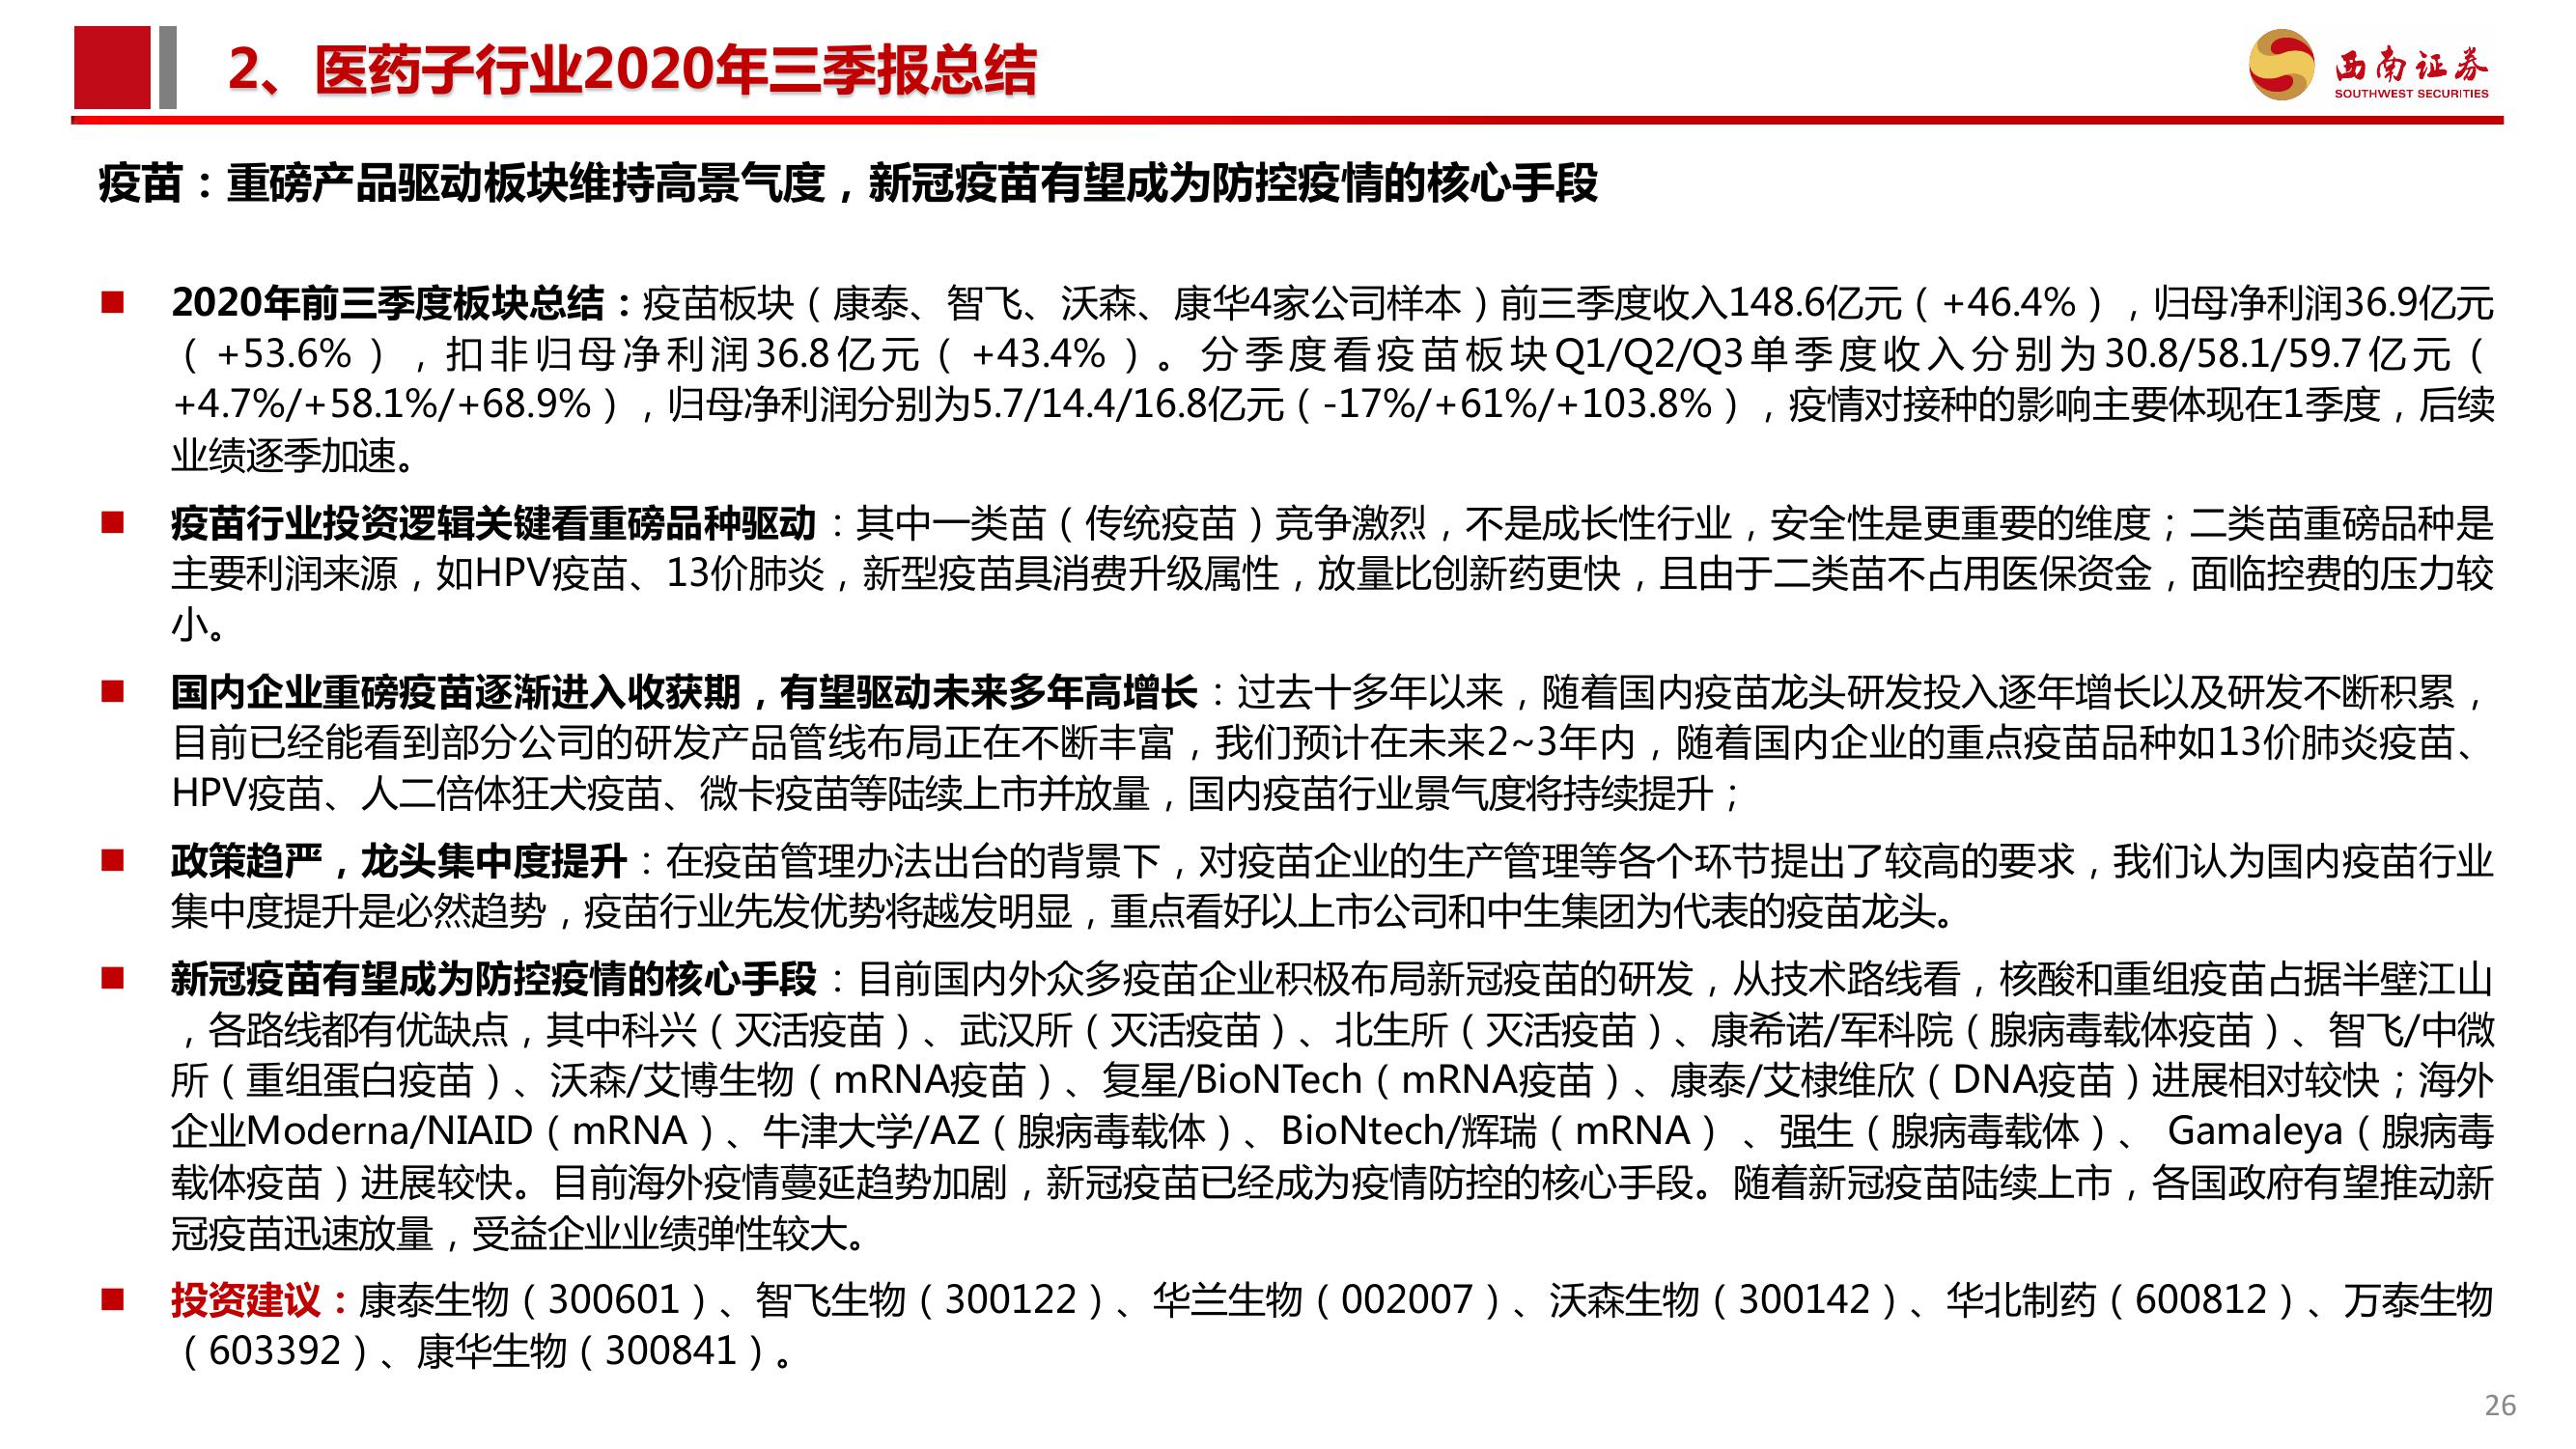 2、医药子行业2020年三季报总结
西南证券
SOUTHWEST SECURITIES
疫苗：重磅产品驱动板块维持高景气度，新冠疫苗有望成为防控疫情的核心手段
2020年前三季度板块总结：疫苗板块（康泰、智飞、沃森、康华4家公司样本）前三季度收入148.6亿元（+46.4%），归母净利润36.9亿元
（+53.6%），扣非归母净利润36.8亿元（+43.4%）。分季度看疫苗板块Q1/Q2/Q3单季度收入分别为30.8/58.1/59.7亿元（
+4.7%/+58.1%/+68.9%），归母净利润分别为5.7/14.4/16.8亿元（-17%/+61%/+103.8%），疫情对接种的影响主要体现在1季度，后续
业绩逐季加速。
疫苗行业投资逻辑关键看重磅品种驱动：其中一类苗（传统疫苗）竞争激烈，不是成长性行业，安全性是更重要的维度；二类苗重磅品种是
主要利润来源，如HPV疫苗、13价肺炎，新型疫苗具消费升级属性，放量比创新药更快，且由于二类苗不占用医保资金，面临控费的压力较
小。
国内企业重磅疫苗逐渐进入收获期，有望驱动未来多年高增长：过去十多年以来，随着国内疫苗龙头研发投入逐年增长以及研发不断积累，
目前已经能看到部分公司的研发产品管线布局正在不断丰富，我们预计在未来2~3年内，随着国内企业的重点疫苗品种如13价肺炎疫苗、
HPV疫苗、人二倍体狂犬疫苗、微卡疫苗等陆续上市并放量，国内疫苗行业景气度将持续提升；
政策趋严，龙头集中度提升：在疫苗管理办法出台的背景下，对疫苗企业的生产管理等各个环节提出了较高的要求，我们认为国内疫苗行业
集中度提升是必然趋势，疫苗行业先发优势将越发明显，重点看好以上市公司和中生集团为代表的疫苗龙头。
新冠疫苗有望成为防控疫情的核心手段：目前国内外众多疫苗企业积极布局新冠疫苗的研发，从技术路线看，核酸和重组疫苗占据半壁江山
，各路线都有优缺点，其中科兴（灭活疫苗）、武汉所（灭活疫苗）、北生所（灭活疫苗）、康希诺/军科院（腺病毒载体疫苗）、智飞/中微
所（重组蛋白疫苗）、沃森/艾博生物（mRNA疫苗）、复星/BioNTech（mRNA疫苗）、康泰/艾棣维欣（DNA疫苗）进展相对较快；海外
企业Moderna/NIAID（mRNA）、牛津大学/AZ（腺病毒载体）、BioNtech/辉瑞（mRNA） 、强生（腺病毒载体）、 Gamaleya（腺病毒
载体疫苗）进展较快。目前海外疫情蔓延趋势加剧，新冠疫苗已经成为疫情防控的核心手段。随着新冠疫苗陆续上市，各国政府有望推动新
冠疫苗迅速放量，受益企业业绩弹性较大。
投资建议：康泰生物（300601）、智飞生物（300122）、华兰生物（002007）、沃森生物（300142）、华北制药（600812）、万泰生物
（603392）、康华生物（300841）。
26